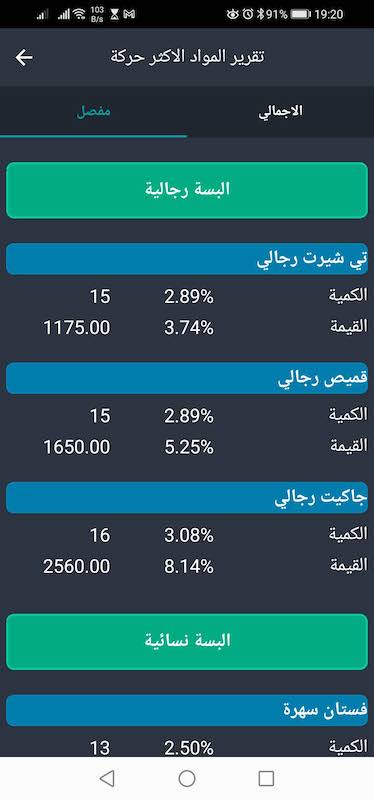 103 B/s 91% 19:20
تقرير المواد الاكثر حركة
الاجمالي مفصل
البسة رجالية
تي شيرت رجالي
الكمية 2.89% 15
القيمة 3.74% 1175.00
قميص رجالي
الكمية 2.89% 15
القيمة 5.25% 1650.00
جاكيت رجالي
الكمية 3.08% 16
القيمة 8.14% 2560.00
البسة نسائية
فستان سهرة
الكمية 2.50% 13